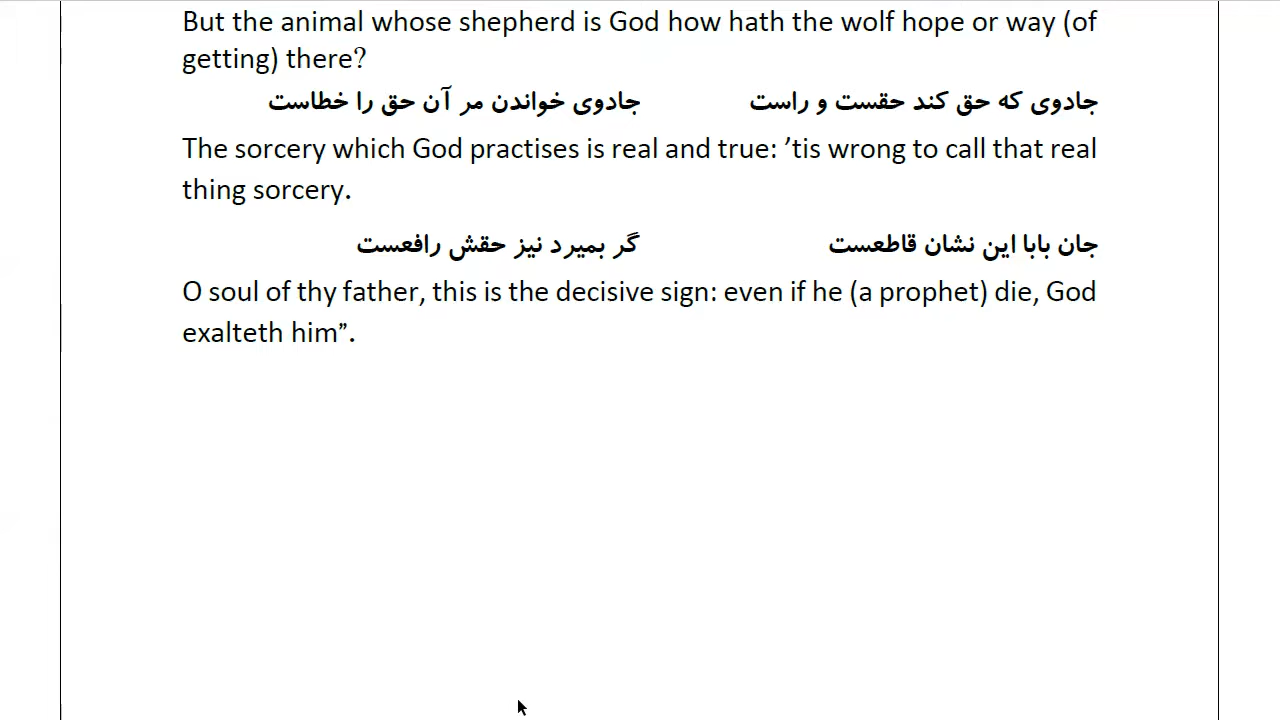 But the animal whose shepherd is God how hath the wolf hope or way (of
getting) there?
جادوی که حق کند حقست و راست جادوی خواندن مر آن حق را خطاست
The sorcery which God practises is real and true: ’tis wrong to call that real
thing sorcery.
جان بابا این نشان قاطعست گر بمیرد نیز حقش رافعست
O soul of thy father, this is the decisive sign: even if he (a prophet) die, God
exalteth him”.